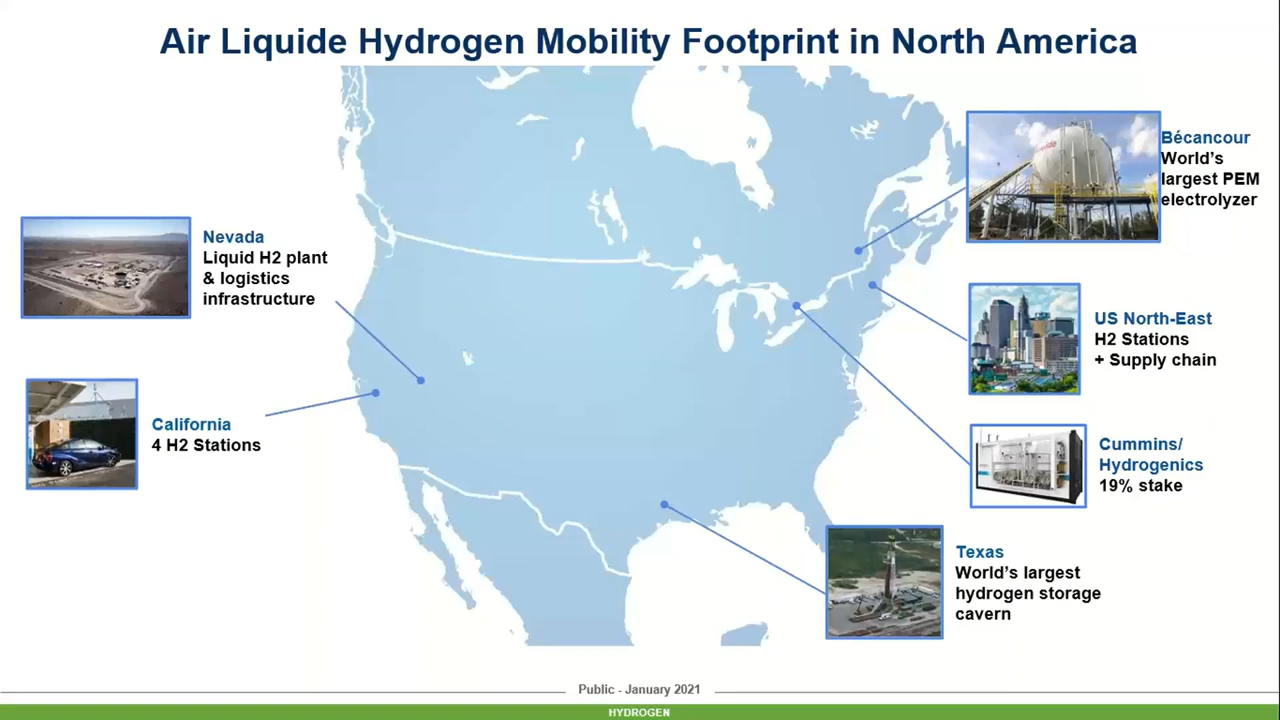 Air Liquide Hydrogen Mobility Footprint in North America
Bécancour
World's
largest PEM
electrolyzer
Nevada
Liquid H2 plant
& logistics
infrastructure
US North-East
H2 Stations
+ Supply chain
California
4 H2 Stations
Cummins/
Hydrogenics
19% stake
Texas
World's largest
hydrogen storage
cavern
Public - January 2021
HYDROGEN